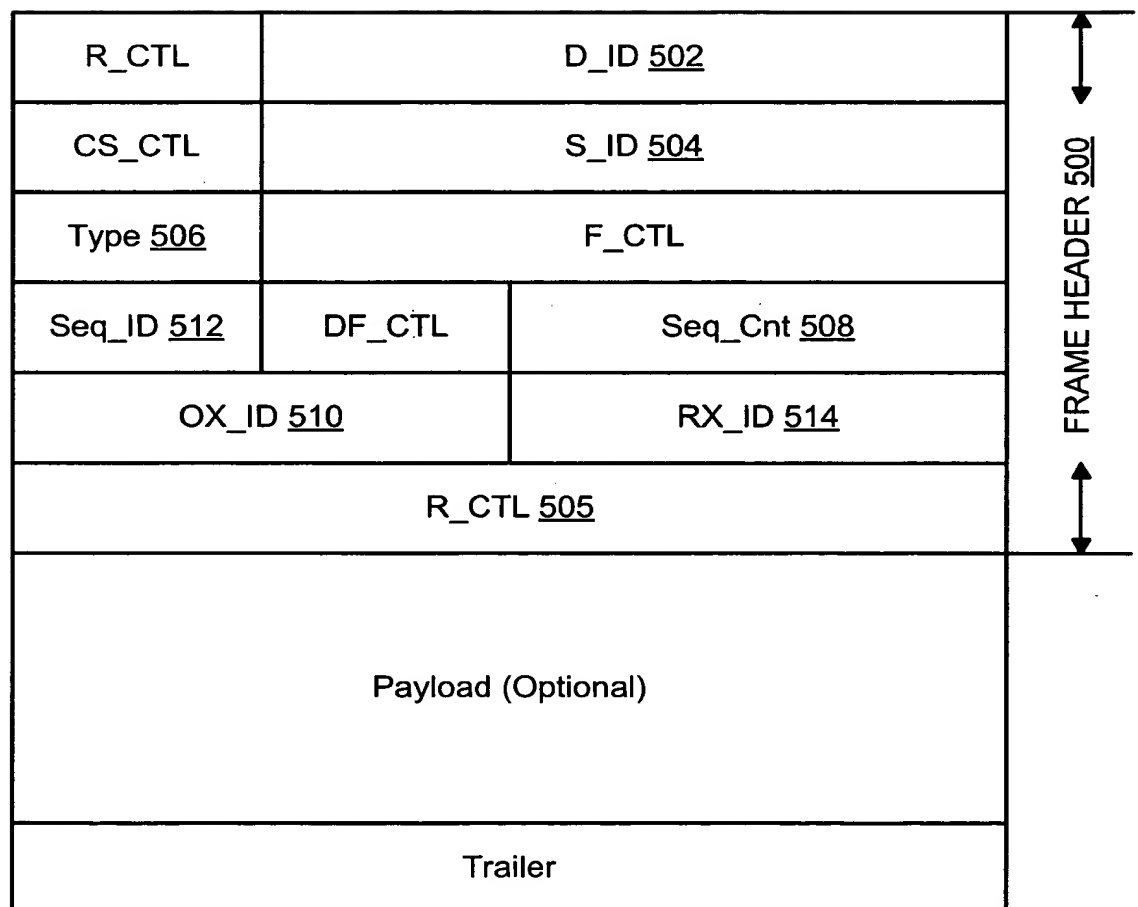 R_CTL
D_ID 502
CS_CTL
S_ID 504
Type 506
F_CTL
Seq_ID 512
DF_CTL
Seq_Cnt 508
OX_ID 510
RX_ID 514
R_CTL 505
FRAME HEADER 500
Payload (Optional)
Trailer